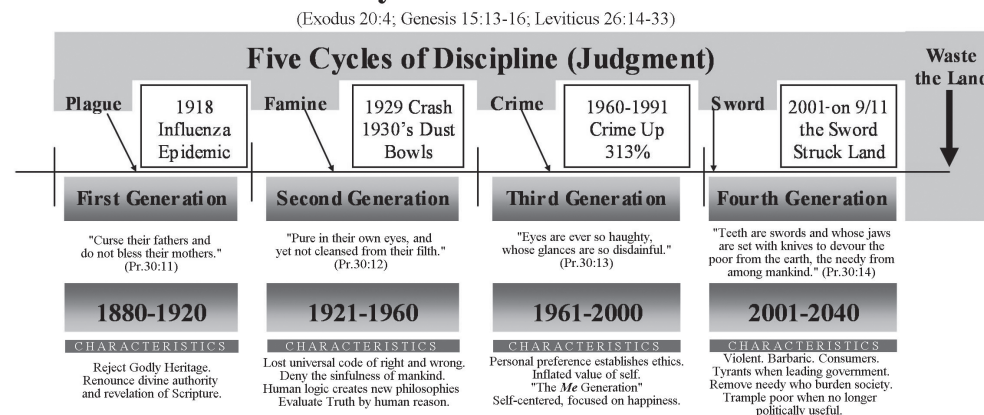 (Exodus 20:4; Genesis 15:13-16; Leviticus 26:14-33)
Five Cycles of Discipline (Judgment)
Waste
the Land
Plague
1918
Influenza
Epidemic
Famine
1929 Crash
1930's Dust
Bowls
Crime
1960-1991
Crime Up
313%
Sword
2001-on 9/11
the Sword
Struck Land
First Generation
Second Generation
Third Generation
Fourth Generation
"Curse their fathers and
do not bless their mothers."
(Pr.30:11)
"Pure in their own eyes, and
yet not cleansed from their filth."
(Pr.30:12)
"Eyes are ever so haughty,
whose glances are so disdainful."
(Pr.30:13)
"Teeth are swords and whose jaws
are set with knives to devour the
poor from the earth, the needy from
among mankind." (Pr.30:14)
1880-1920
1921-1960
1961-2000
2001-2040
CHARACTERISTICS
CHARACTERISTICS
CHARACTERISTICS
CHARACTERISTICS
Reject Godly Heritage.
Renounce divine authority
and revelation of Scripture.
Lost universal code of right and wrong.
Deny the sinfulness of mankind.
Human logic creates new philosophies
Evaluate Truth by human reason.
Personal preference establishes ethics.
Inflated value of self.
"The Me Generation"
Self-centered, focused on happiness.
Violent. Barbaric. Consumers.
Tyrants when leading government.
Remove needy who burden society.
Trample poor when no longer
politically useful.